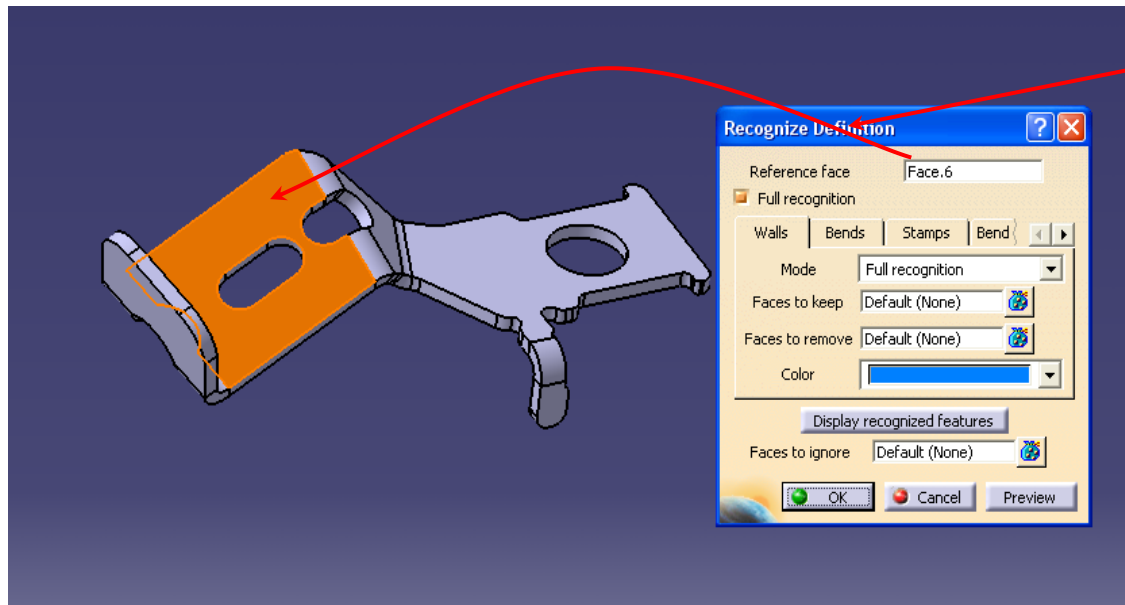 Recognize Definition
Reference face Face.6
Full recognition
Walls Bends Stamps Bend
Mode Full recognition
Faces to keep Default (None)
Faces to remove Default (None)
Color
Display recognized features
Faces to ignore Default (None)
OK Cancel Preview